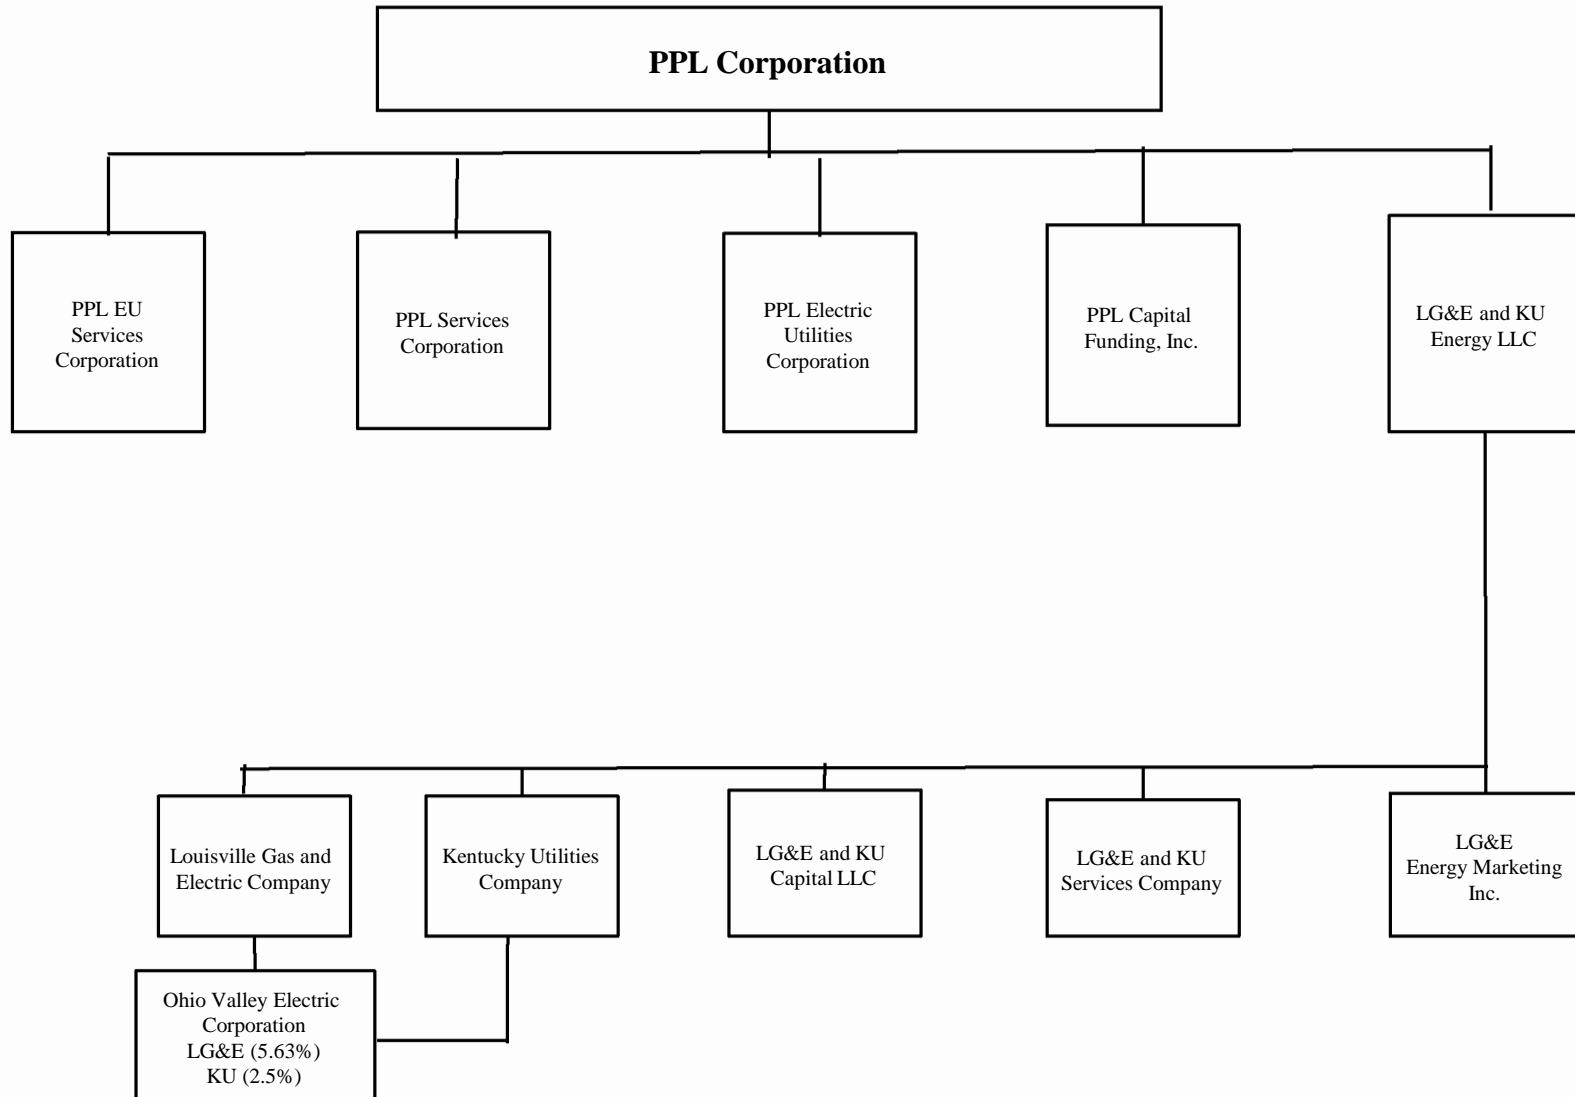 PPL Corporation
PPL EU
Services
Corporation
PPL Services
Corporation
PPL Electric
Utilities
Corporation
PPL Capital
Funding, Inc.
LG&E and KU
Energy LLC
Louisville Gas and
Electric Company
Kentucky Utilities
Company
LG&E and KU
Capital LLC
LG&E and KU
Services Company
LG&E
Energy Marketing
Inc.
Ohio Valley Electric
Corporation
LG&E (5.63%)
KU (2.5%)